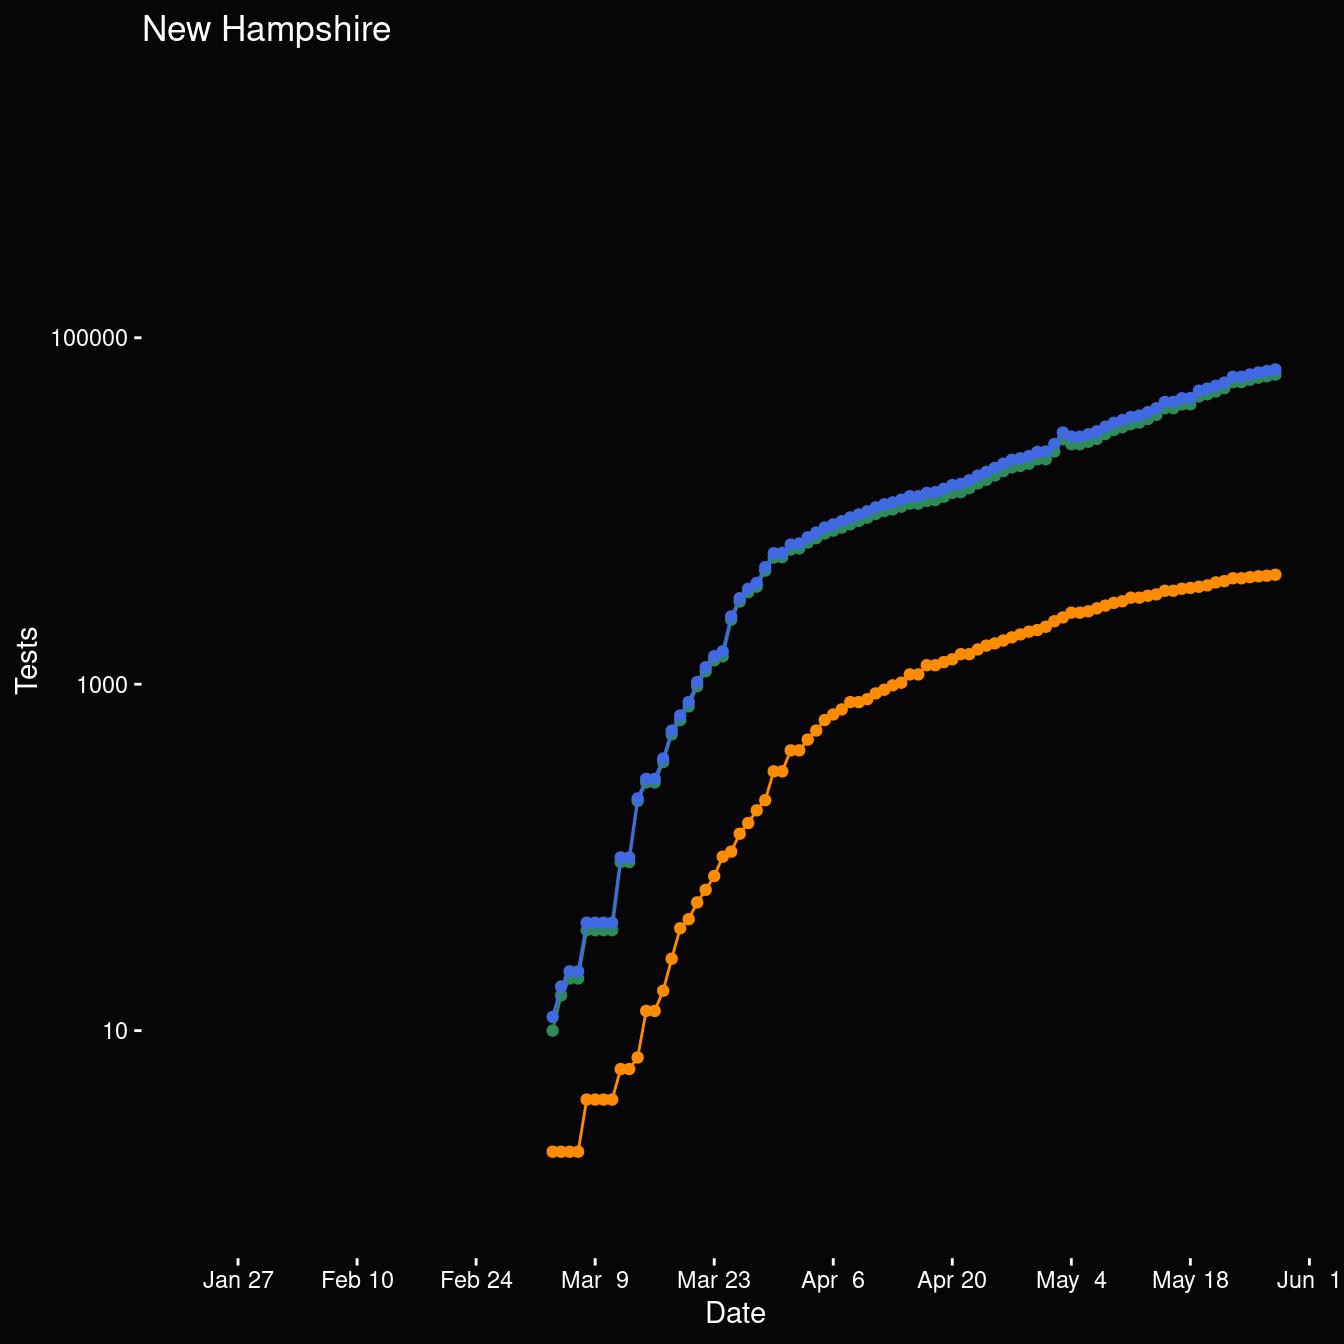 New Hampshire
100000
1000
10
Tests
Jan 27
Feb 10
Feb 24
Mar  9
Mar 23
Apr  6
Apr 20
May  4
May 18
Jun  1
Date